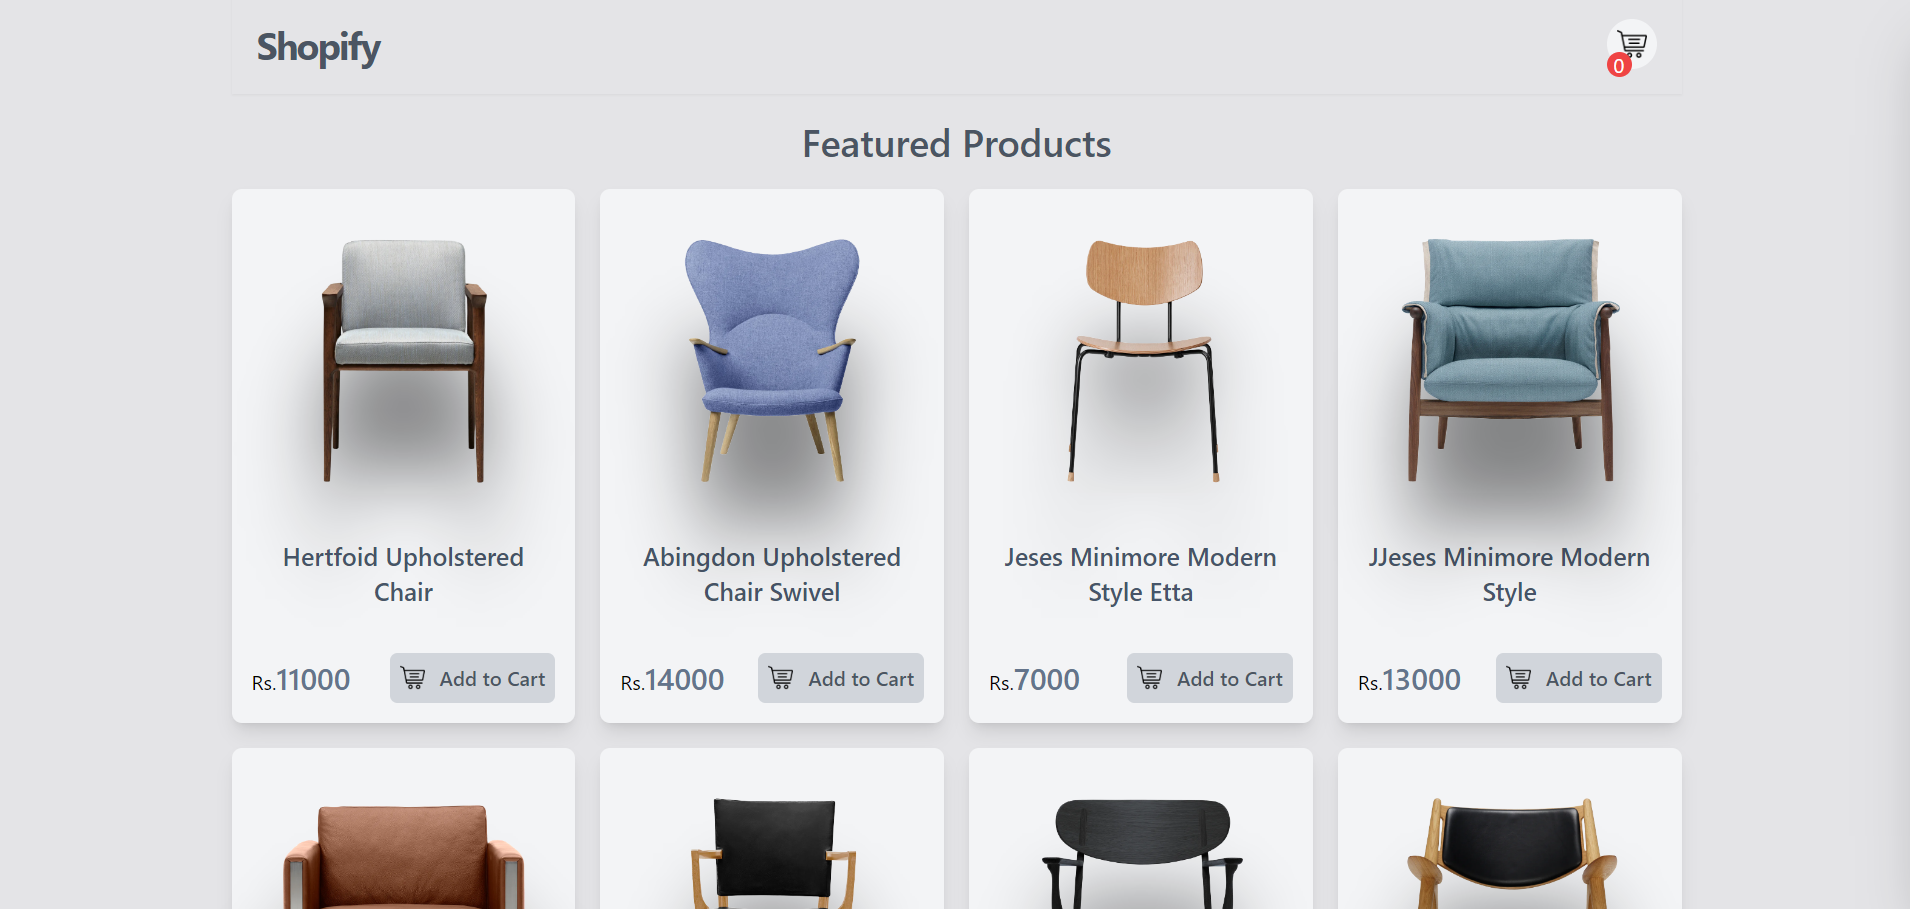 Shopify
0
Featured Products
Hertfoid Upholstered
Chair
Rs.11000
Add to Cart
Abingdon Upholstered
Chair Swivel
Rs.14000
Add to Cart
Jeses Minimore Modern
Style Etta
Rs.7000
Add to Cart
JJeses Minimore Modern
Style
Rs.13000
Add to Cart